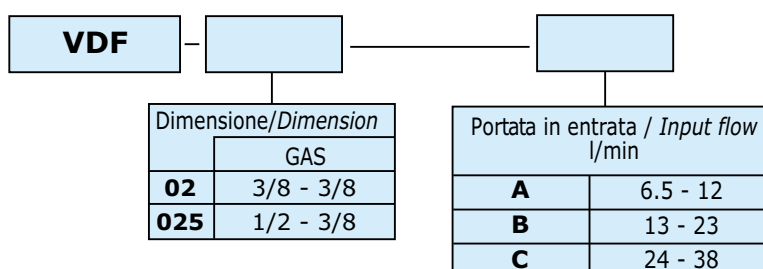 VDF –
Dimensione/Dimension
GAS
02 3/8 - 3/8
025 1/2 - 3/8
Portata in entrata / Input flow
l/min
A 6.5 - 12
B 13 - 23
C 24 - 38